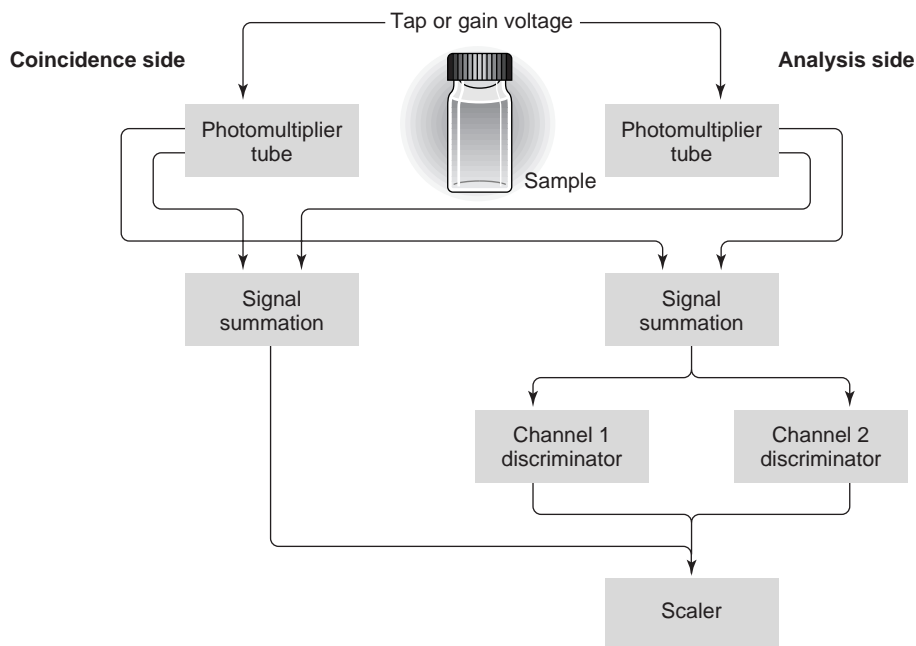 Tap or gain voltage
Coincidence side
Analysis side
Photomultiplier
tube
Photomultiplier
tube
Sample
Signal
summation
Signal
summation
Channel 1
discriminator
Channel 2
discriminator
Scaler